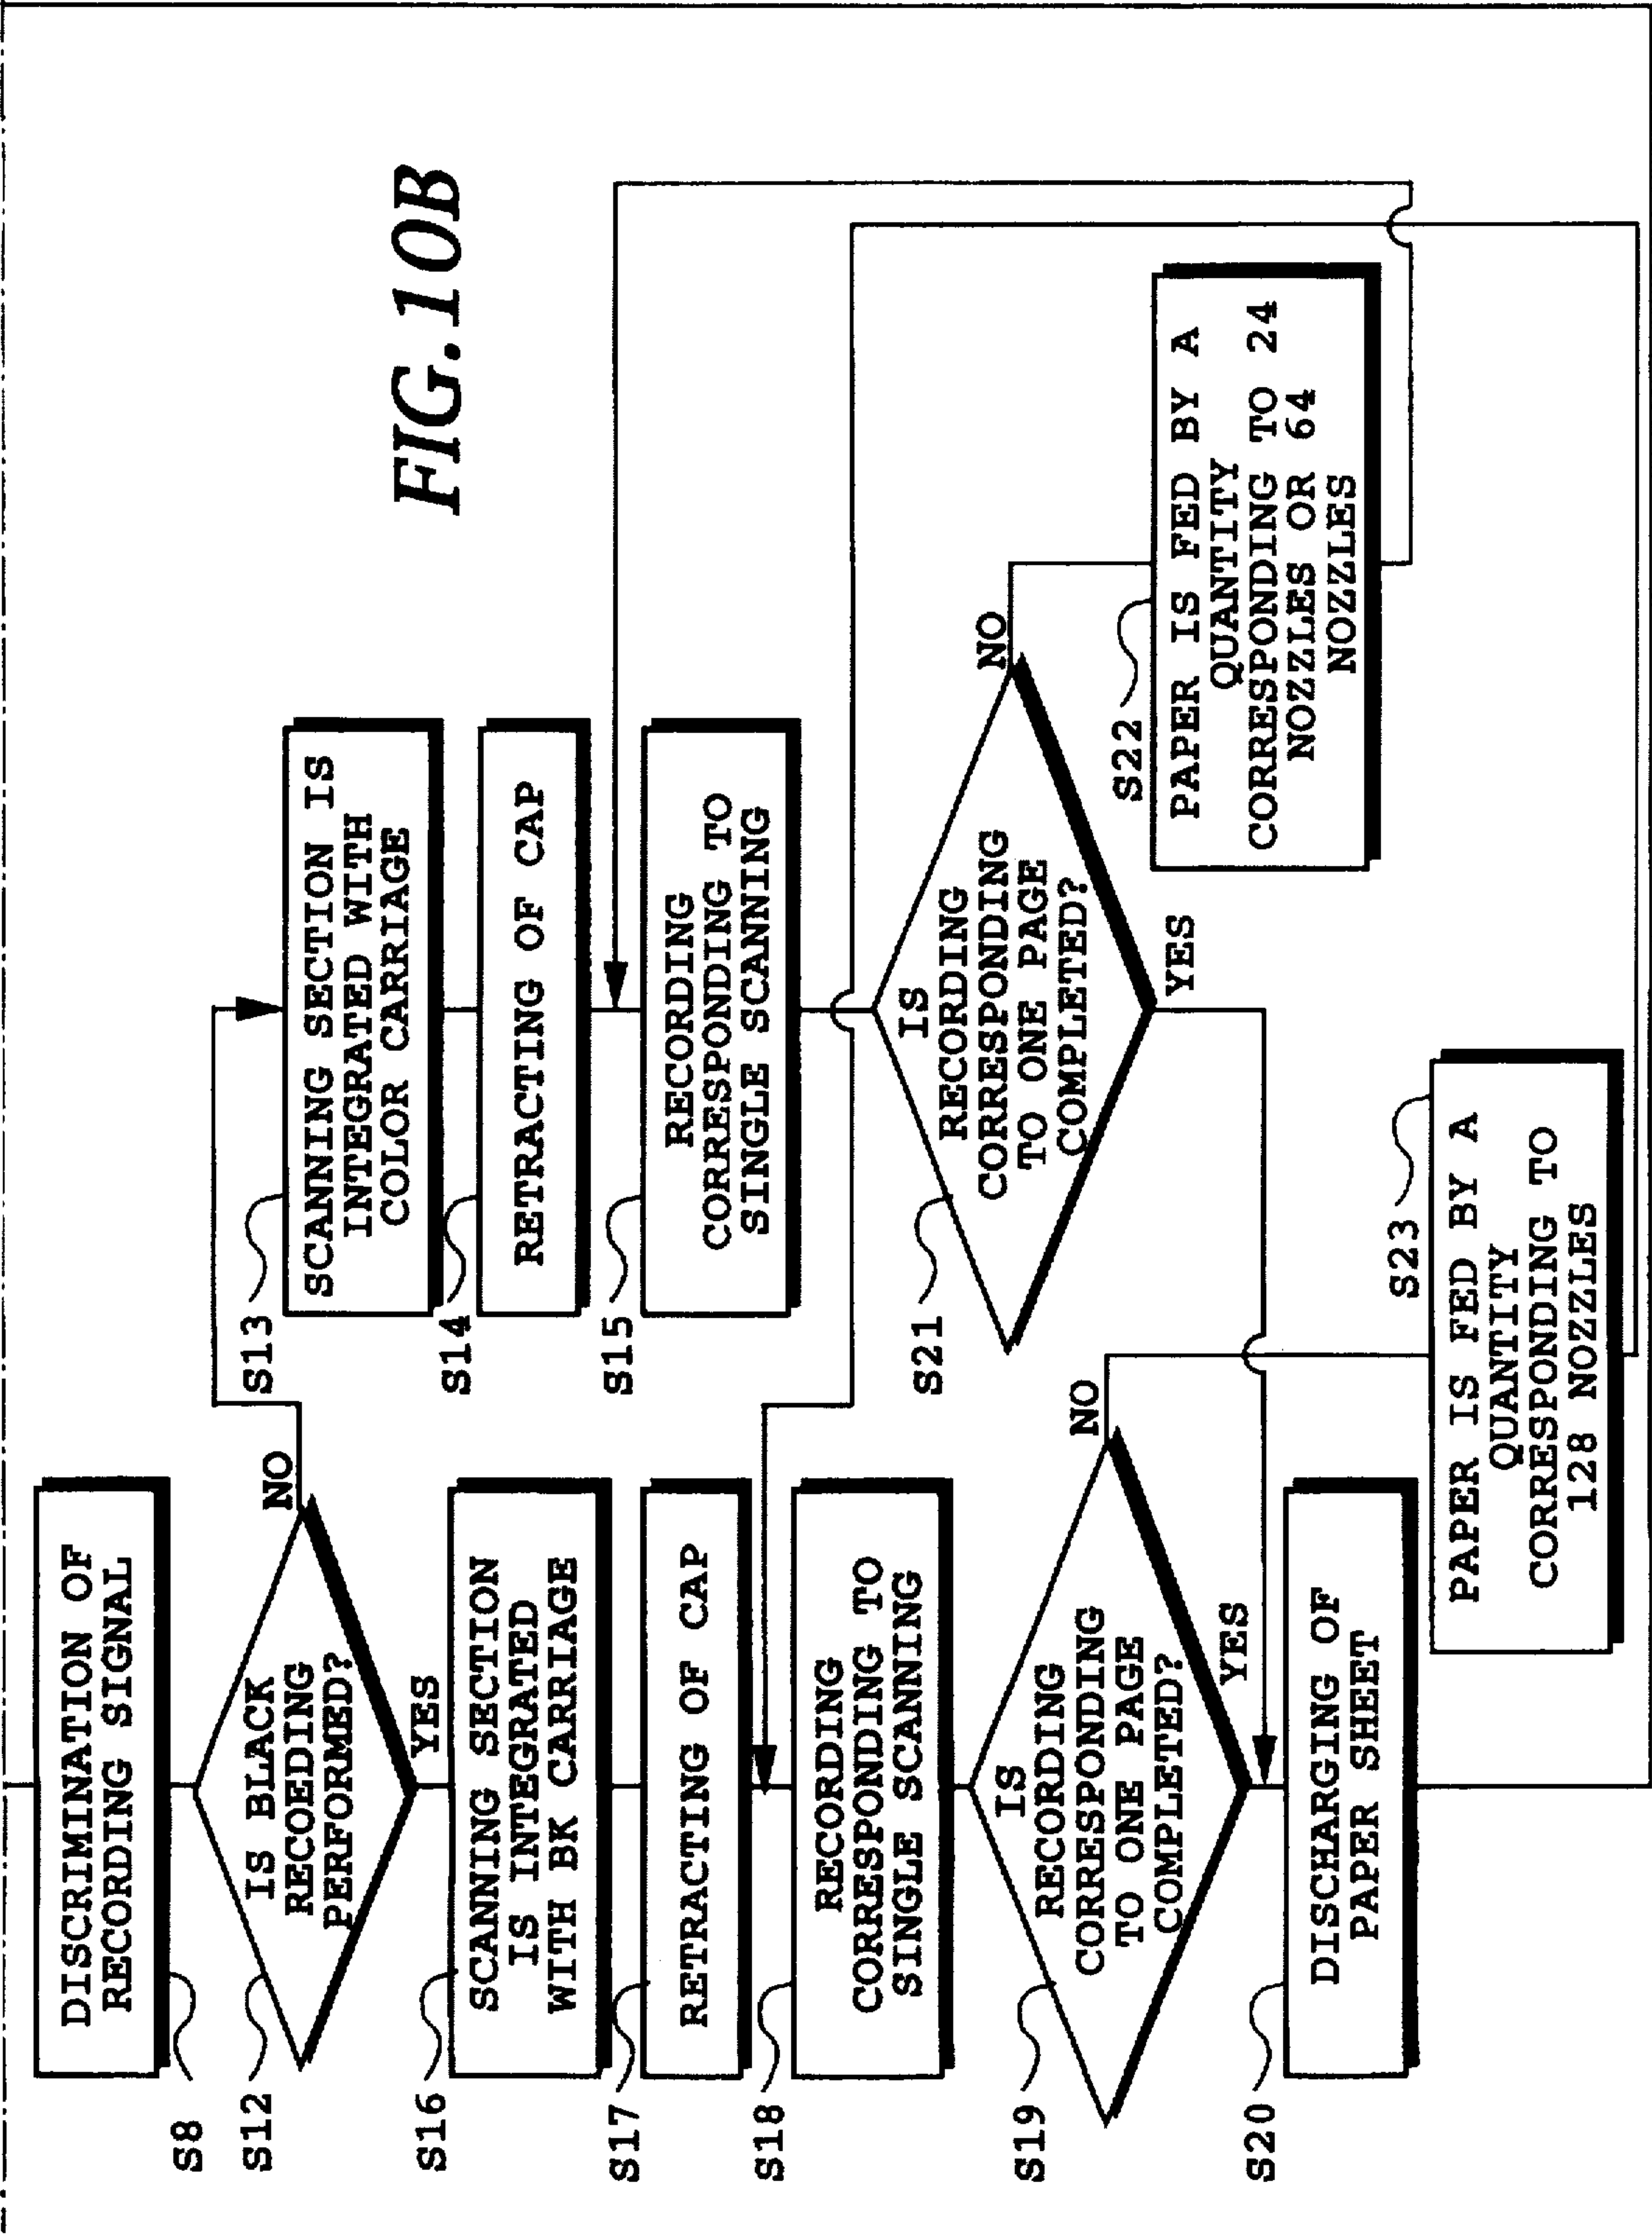 FIG.10B
S8
DISCRIMINATION OF
RECORDING SIGNAL
S12
IS BLACK
RECOEDING
PERFORMED?
NO
YES
S16
SCANNING SECTION
IS INTEGRATED
WITH BK CARRIAGE
S17
RETRACTING OF CAP
S18
RECORDING
CORRESPONDING TO
SINGLE SCANNING
S19
IS
RECORDING
CORRESPONDING
TO ONE PAGE
COMPLETED?
NO
YES
S20
DISCHARGING OF
PAPER SHEET
S13
SCANNING SECTION IS
INTEGRATED WITH
COLOR CARRIAGE
S14
RETRACTING OF CAP
S15
RECORDING
CORRESPONDING TO
SINGLE SCANNING
S21
IS
RECORDING
CORRESPONDING
TO ONE PAGE
COMPLETED?
NO
YES
S22
PAPER IS FED BY A
QUANTITY
CORRESPONDING TO 24
NOZZLES OR 64
NOZZLES
S23
PAPER IS FED BY A
QUANTITY
CORRESPONDING TO
128 NOZZLES